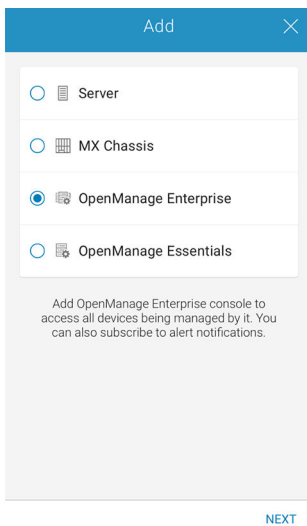 Add
Server
MX Chassis
OpenManage Enterprise
OpenManage Essentials
Add OpenManage Enterprise console to
access all devices being managed by it. You
can also subscribe to alert notifications.
NEXT